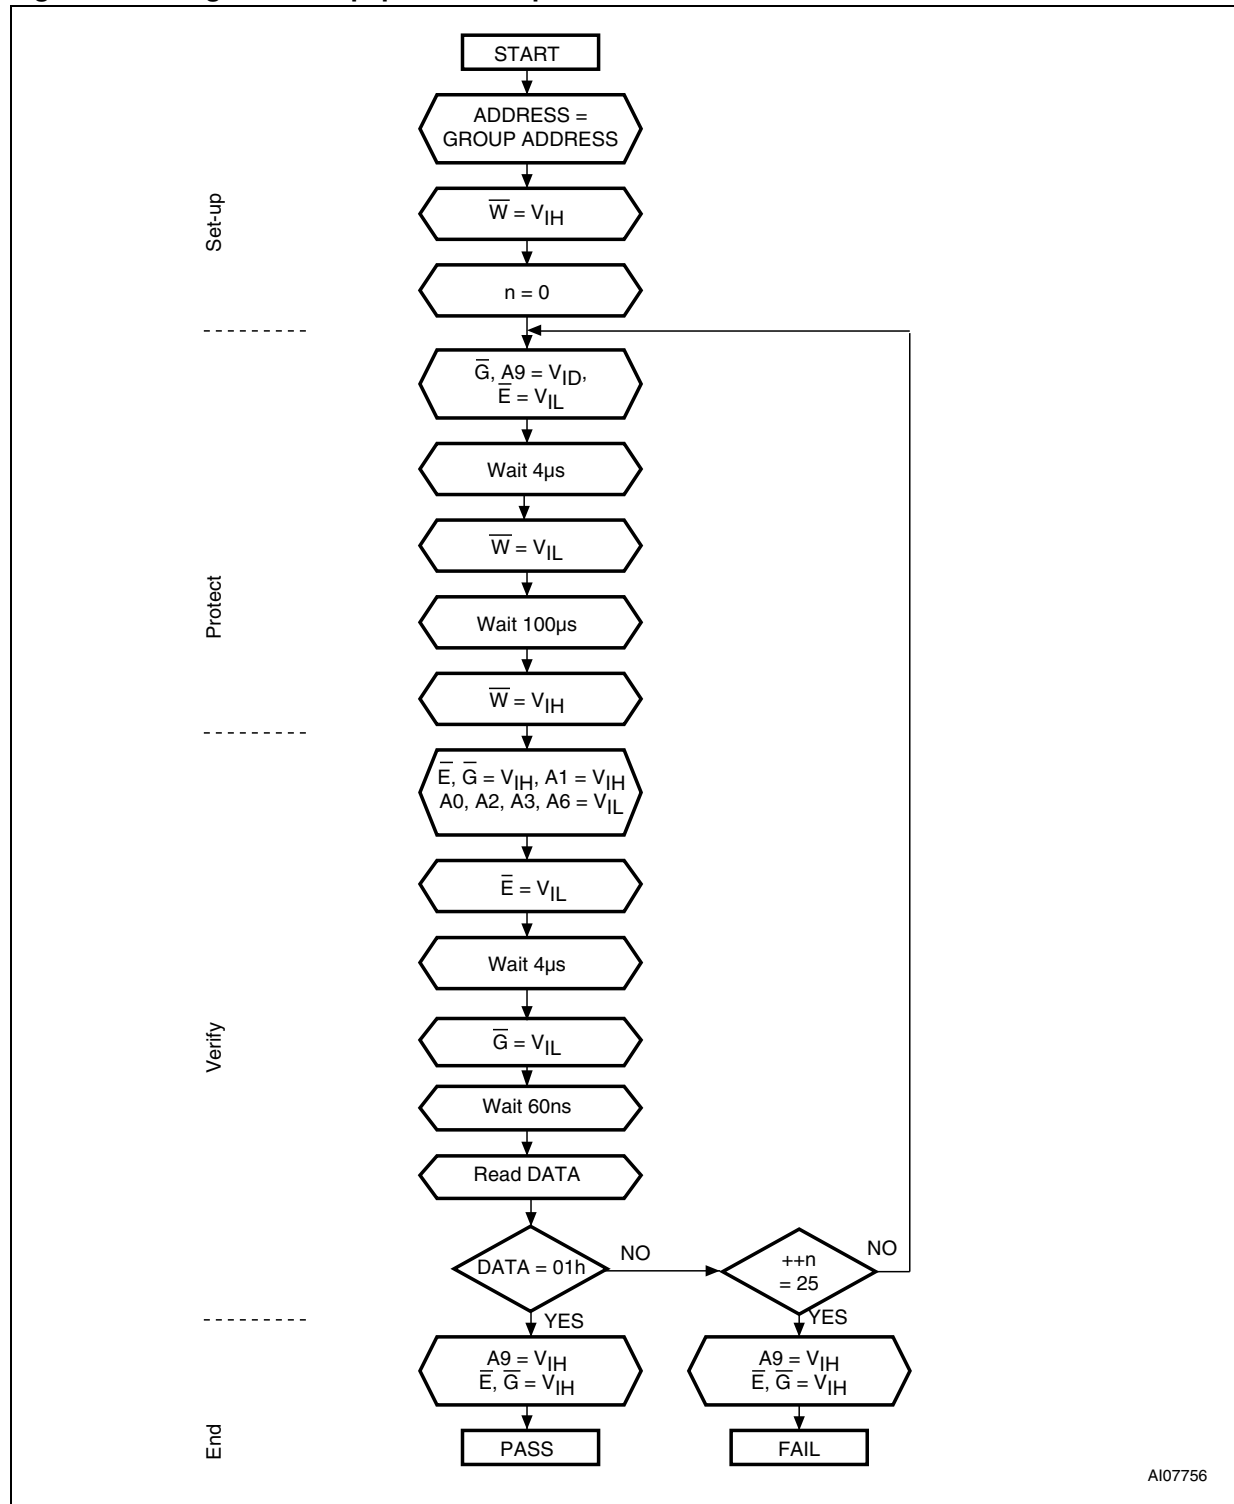 START
ADDRESS =
GROUP ADDRESS
Set-up
W̅ = VIH
n = 0
G̅, A9 = VID,
E̅ = VIL
Wait 4µs
W̅ = VIL
Protect
Wait 100µs
W̅ = VIH
E̅, G̅ = VIH, A1 = VIH
A0, A2, A3, A6 = VIL
E̅ = VIL
Wait 4µs
Verify
G̅ = VIL
Wait 60ns
Read DATA
DATA = 01h
NO
++n
= 25
NO
YES
YES
A9 = VIH
E̅, G̅ = VIH
A9 = VIH
E̅, G̅ = VIH
End
PASS
FAIL
AI07756